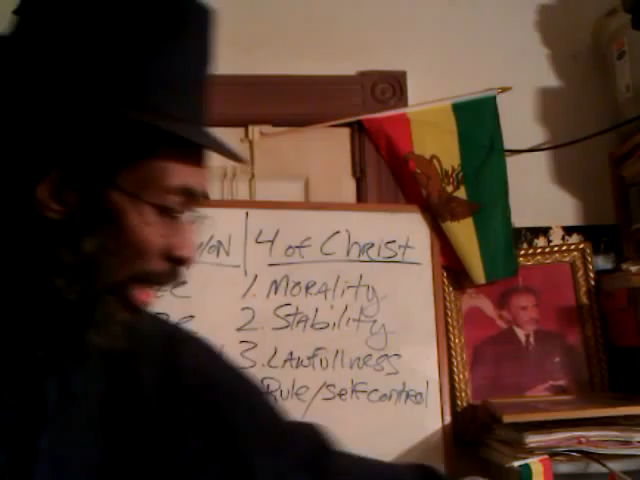 4 of Christ
1. Morality
2. Stability
3. Lawfullness
Rule/Self control